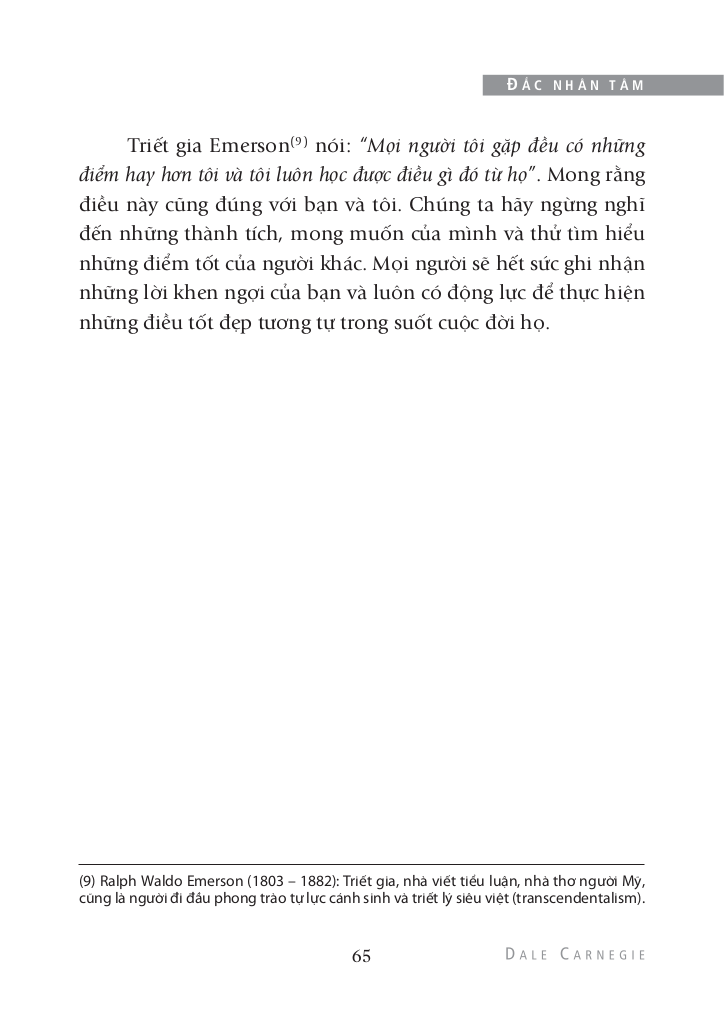 ĐẮC NHÂN TÂM
Triết gia Emerson(9) nói: “Mọi người tôi gặp đều có những
điểm hay hơn tôi và tôi luôn học được điều gì đó từ họ”. Mong rằng
điều này cũng đúng với bạn và tôi. Chúng ta hãy ngừng nghĩ
đến những thành tích, mong muốn của mình và thử tìm hiểu
những điểm tốt của người khác. Mọi người sẽ hết sức ghi nhận
những lời khen ngợi của bạn và luôn có động lực để thực hiện
những điều tốt đẹp tương tự trong suốt cuộc đời họ.
(9) Ralph Waldo Emerson (1803 – 1882): Triết gia, nhà viết tiểu luận, nhà thơ người Mỹ,
cũng là người đi đầu phong trào tự lực cánh sinh và triết lý siêu việt (transcendentalism).
65
DALE CARNEGIE